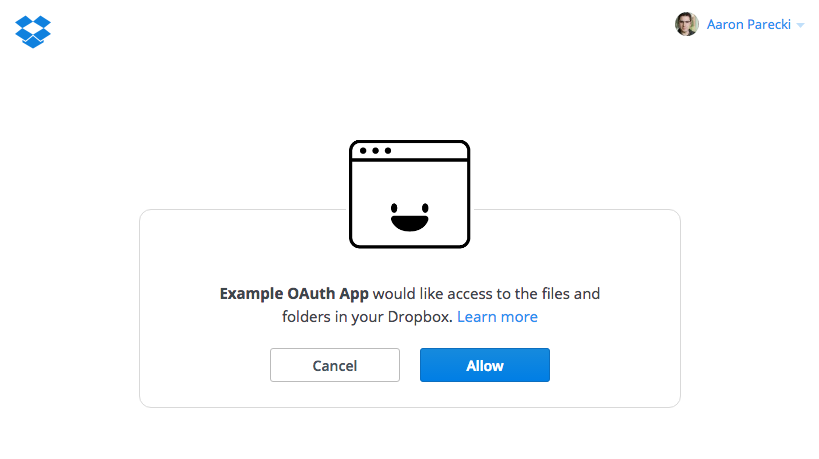 Aaron Parecki
Example OAuth App would like access to the files and
folders in your Dropbox. Learn more
Cancel
Allow